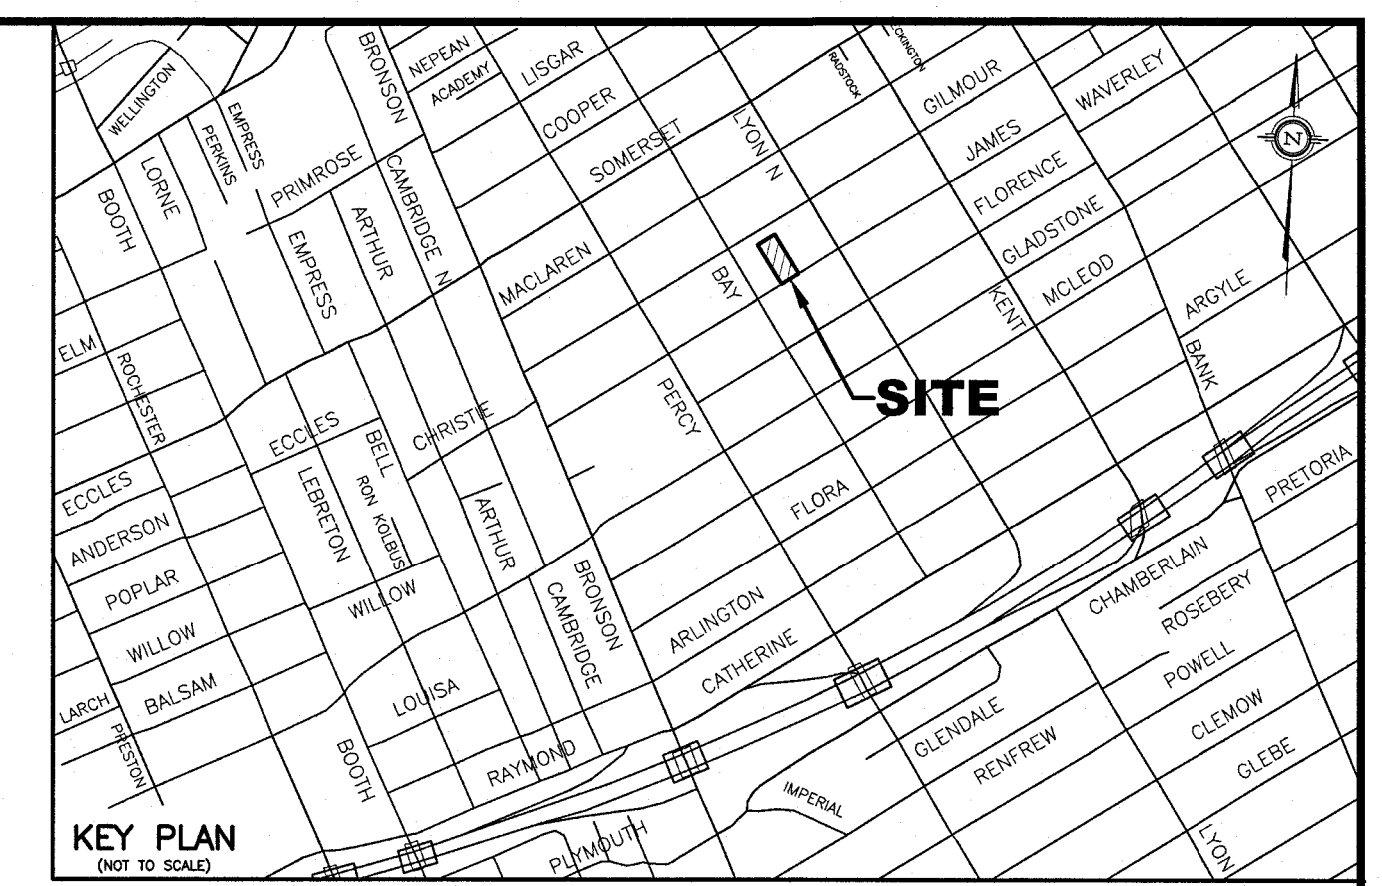 WELLINGTON
EMPRESS
PERKINS
LORNE
BOOTH
PRIMROSE
ARTHUR
EMPRESS
BRONSON
CAMBRIDGE N
NEPEAN
ACADEMY
LISGAR
COOPER
SOMERSET
MACLAREN
LYON N
RADSTOCK
GILMOUR
WAVERLEY
JAMES
FLORENCE
GLADSTONE
MCLEOD
ARGYLE
N
BAY
KENT
BANK
SITE
PERCY
ELM
ROCHESTER
ECCLES
ECCLES
BELL
CHRISTIE
LEBRETON
RON KOLBUS
ARTHUR
ANDERSON
POPLAR
WILLOW
WILLOW
BALSAM
LARCH
PRESTON
LOUISA
BOOTH
RAYMOND
CAMBRIDGE
BRONSON
FLORA
ARLINGTON
CATHERINE
PRETORIA
CHAMBERLAIN
ROSEBERY
POWELL
CLEMOW
GLEBE
GLENDALE
RENFREW
IMPERIAL
PLYMOUTH
LYON
KEY PLAN
(NOT TO SCALE)